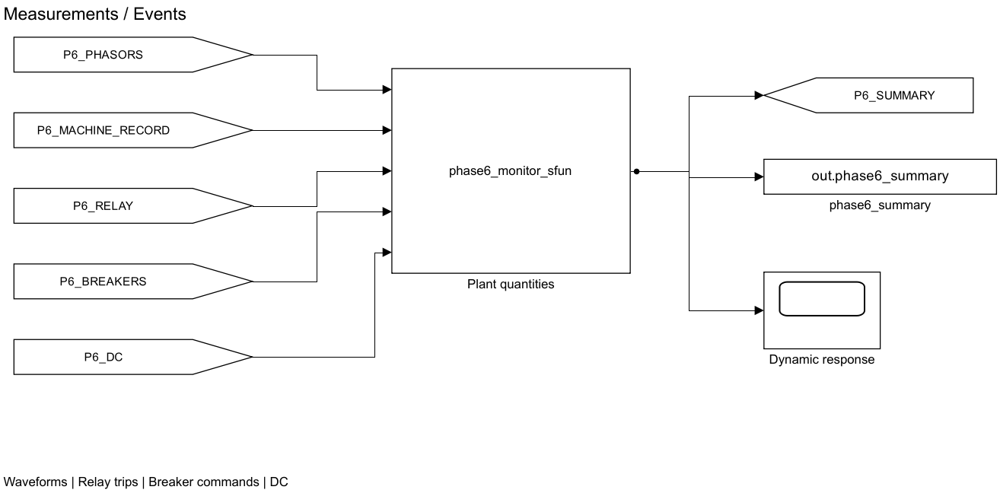 Measurements / Events
P6_PHASORS
P6_MACHINE_RECORD
P6_RELAY
P6_BREAKERS
P6_DC
phase6_monitor_sfun
Plant quantities
P6_SUMMARY
out.phase6_summary
phase6_summary
Dynamic response
Waveforms | Relay trips | Breaker commands | DC